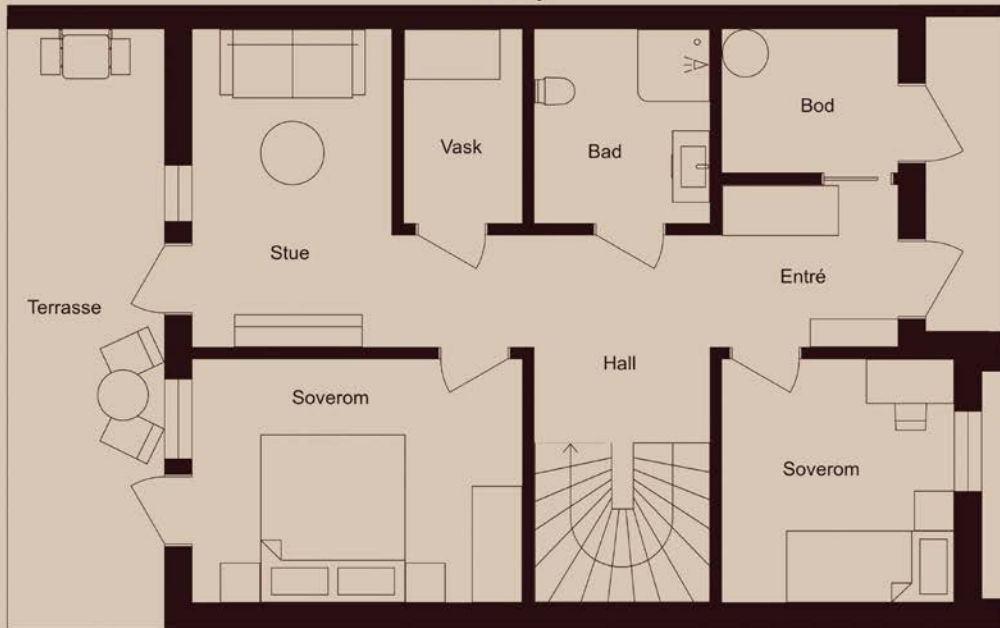 Bod
Vask
Bad
Stue
Entré
Terrasse
Hall
Soverom
Soverom